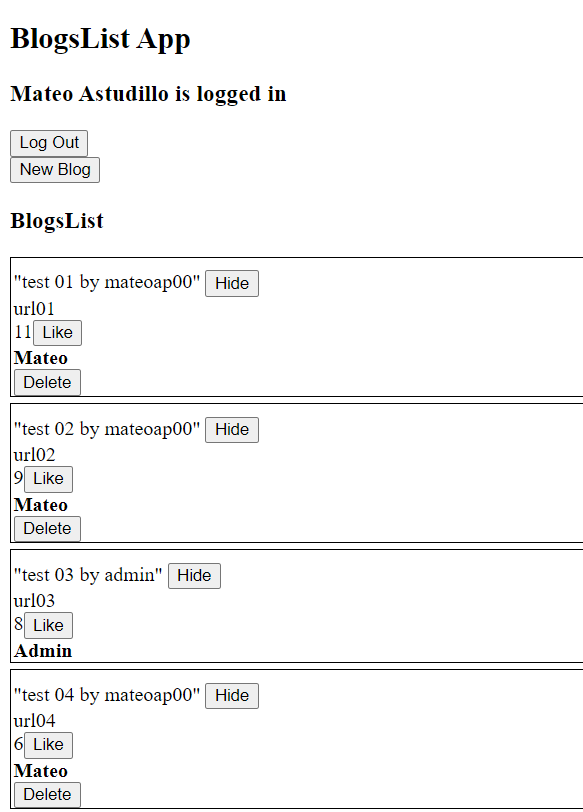 BlogsList App
Mateo Astudillo is logged in
Log Out
New Blog
BlogsList
"test 01 by mateoap00" Hide
url01
11 Like
Mateo
Delete
"test 02 by mateoap00" Hide
url02
9 Like
Mateo
Delete
"test 03 by admin" Hide
url03
8 Like
Admin
"test 04 by mateoap00" Hide
url04
6 Like
Mateo
Delete